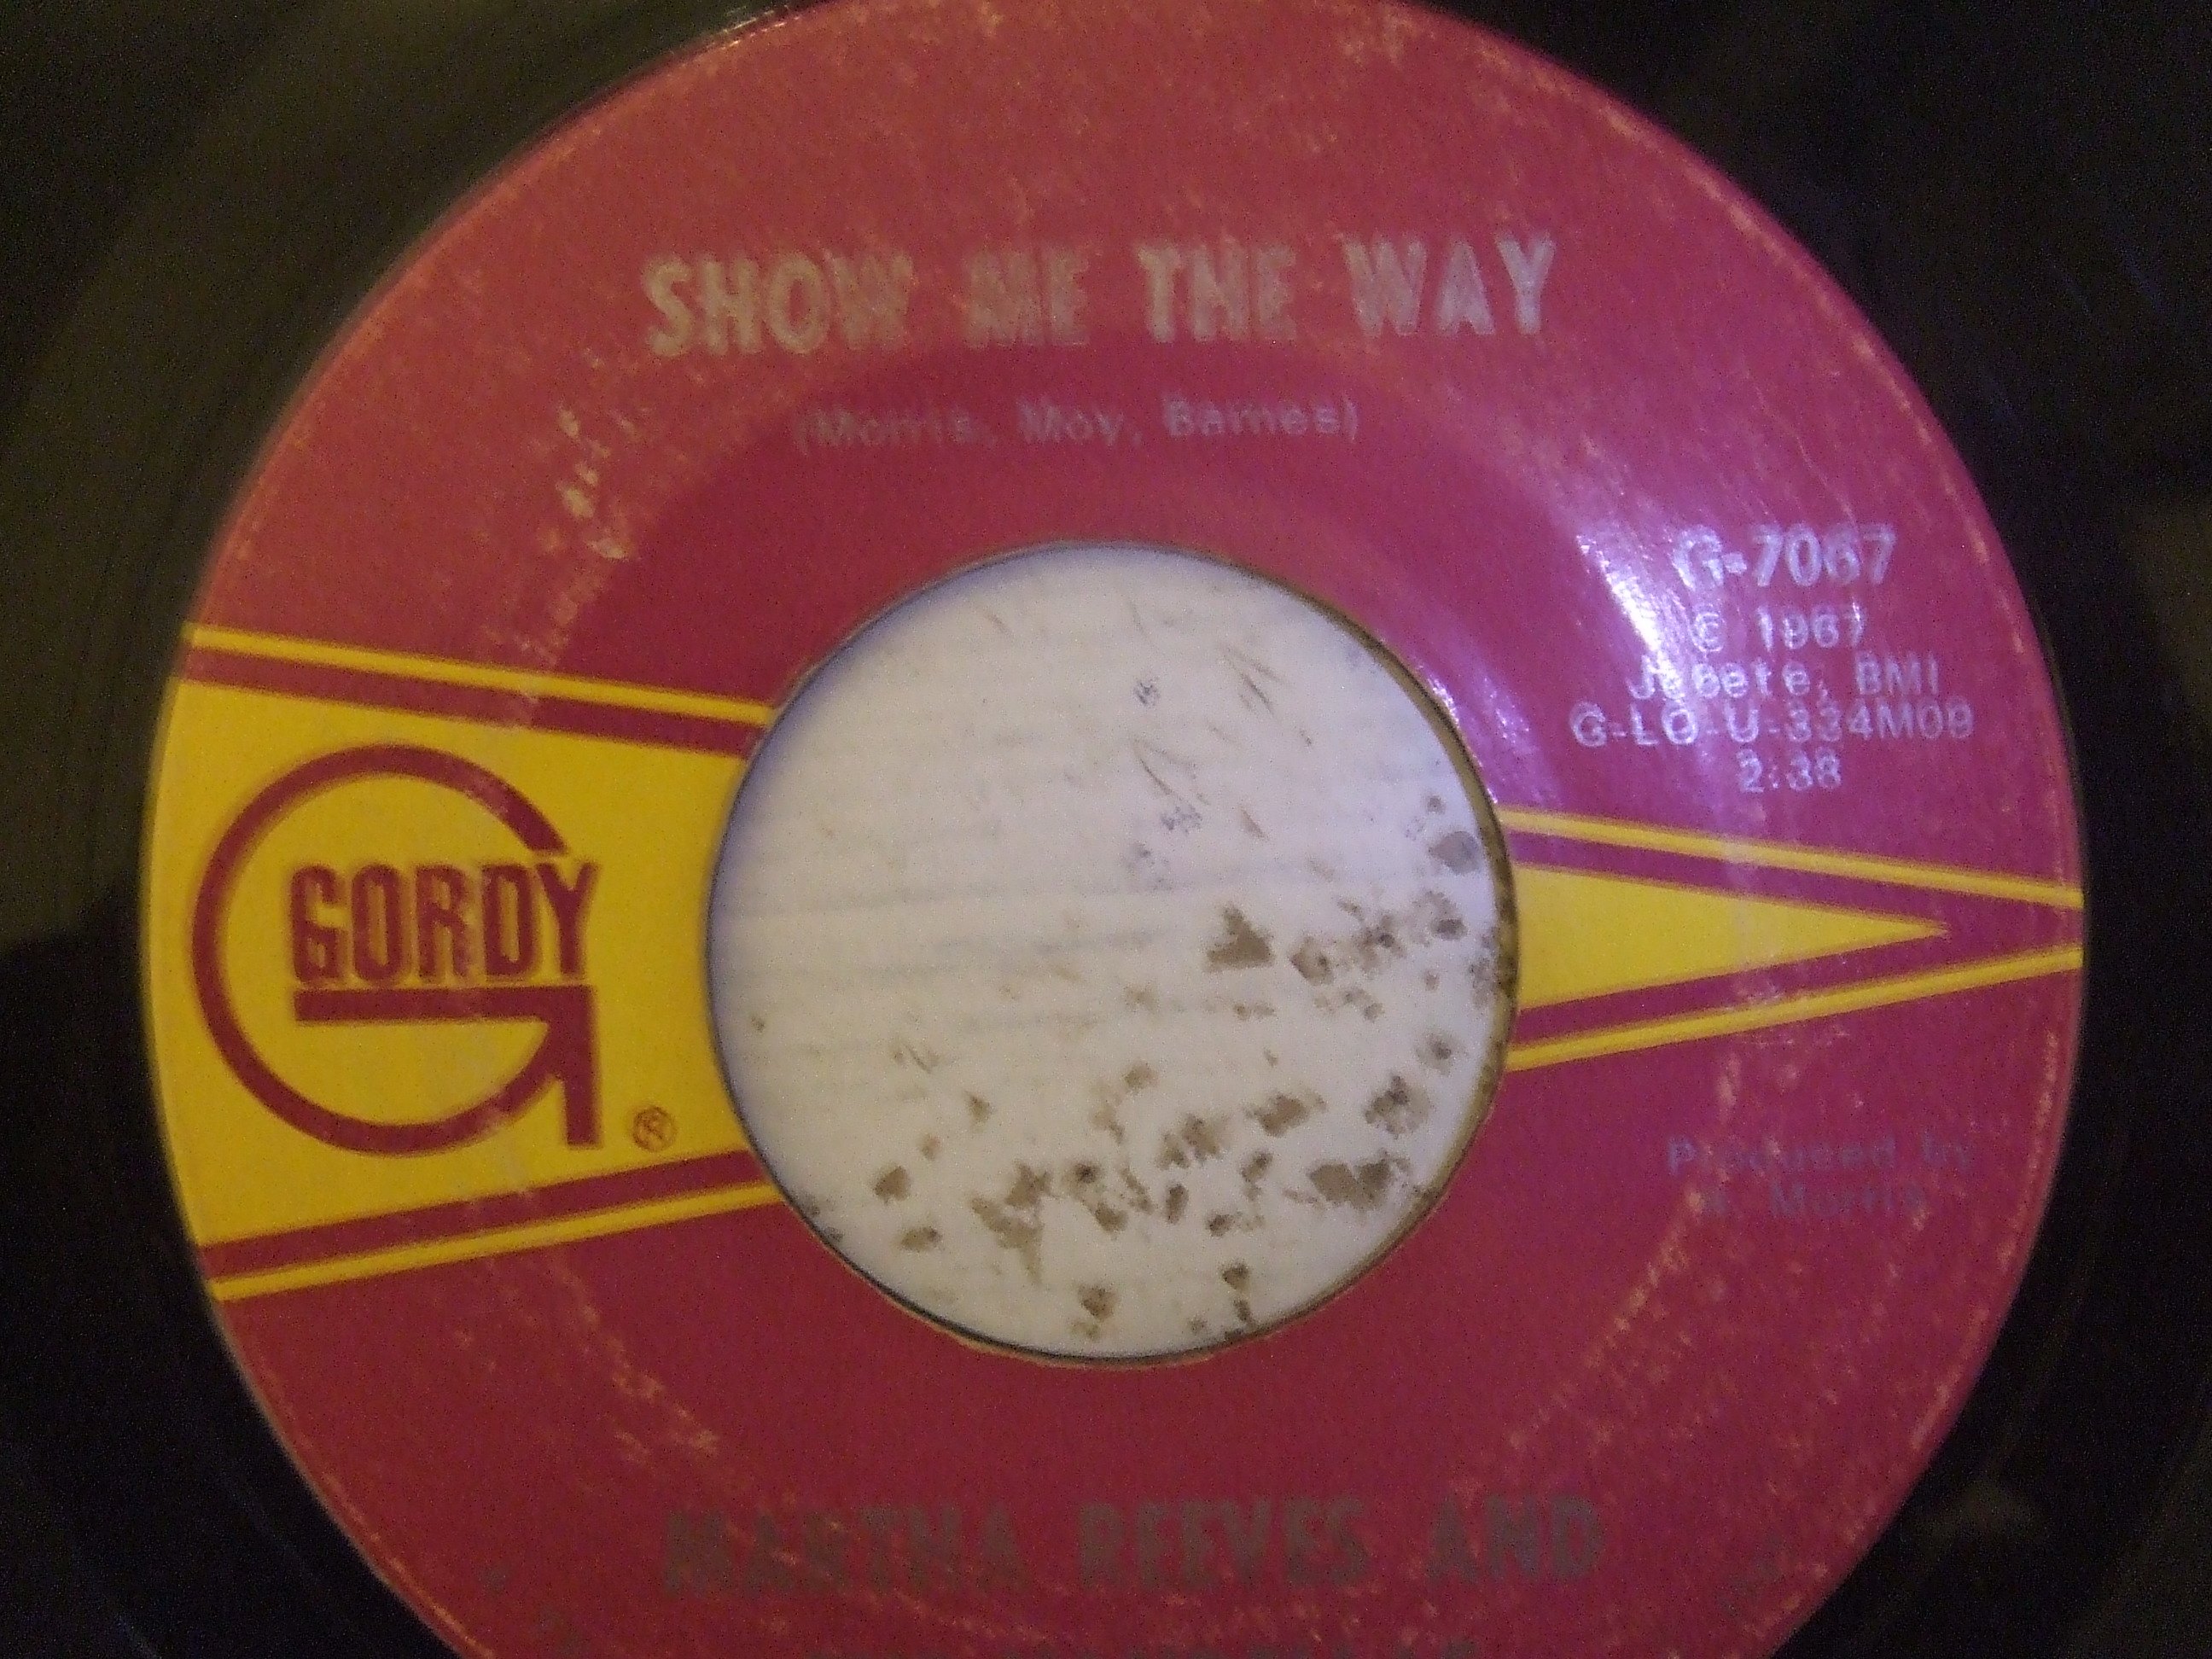 SHOW ME THE WAY
(Morris, Moy, Barnes)
G-7067
© 1967
Jobete, BMI
G-LO-U-334M09
2:38
GORDY
®
Produced by
Morris
MARTHA REEVES AND